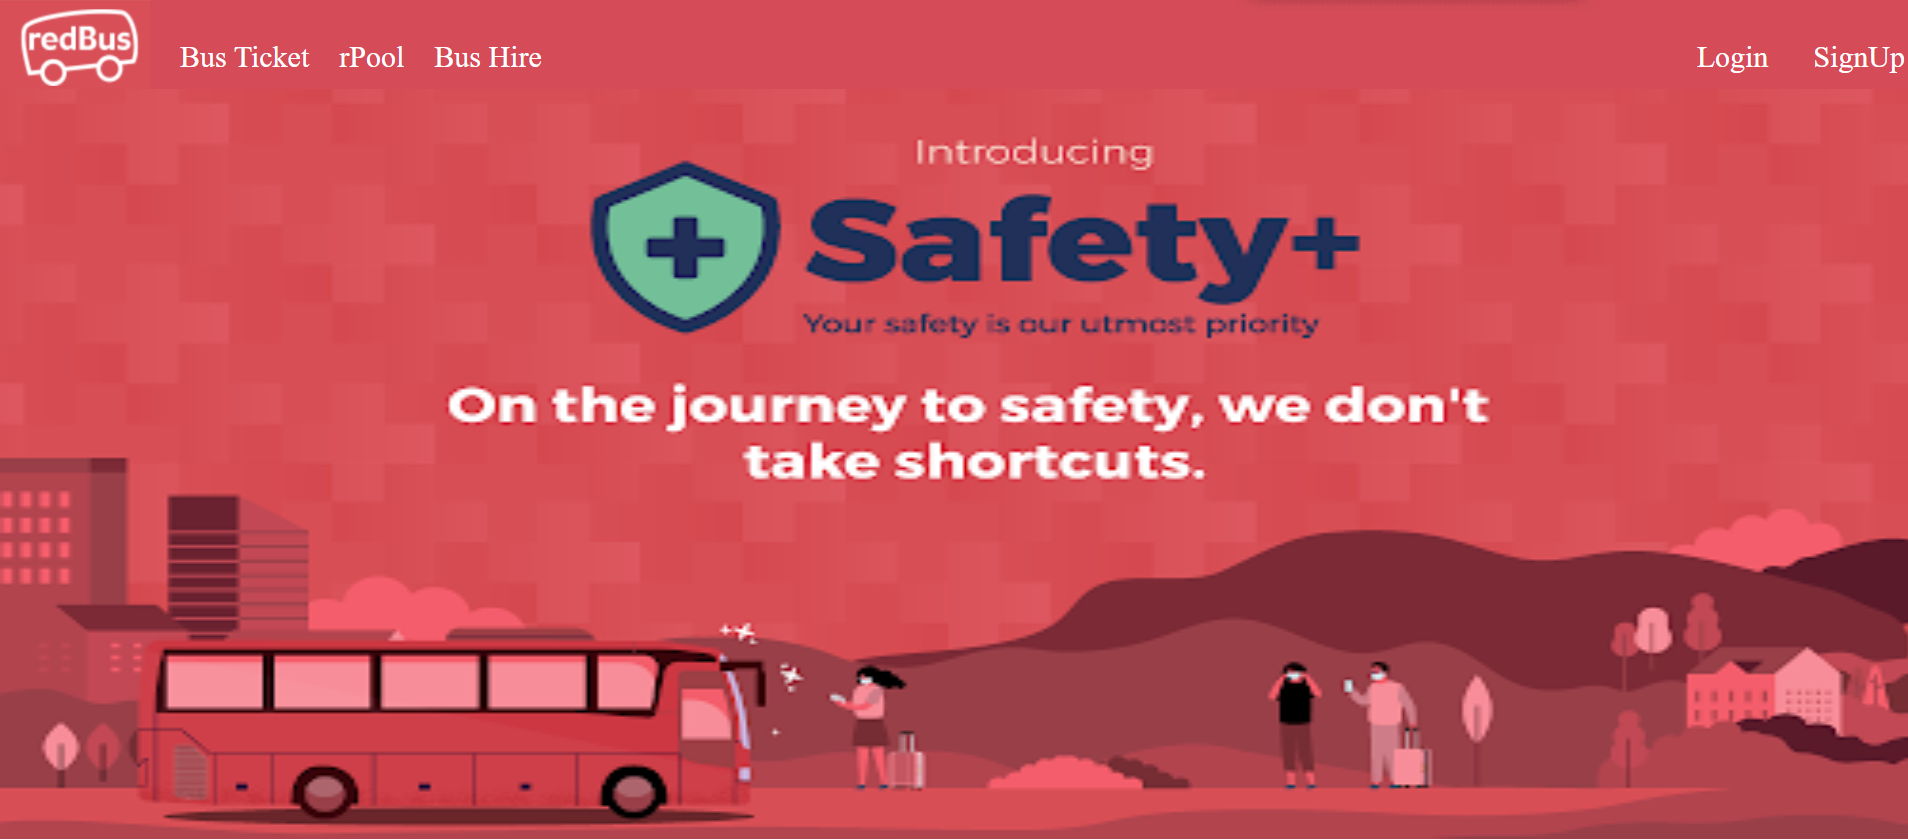 redBus
Bus Ticket rPool Bus Hire Login SignUp
Introducing
Safety+
Your safety is our utmost priority
On the journey to safety, we don't
take shortcuts.